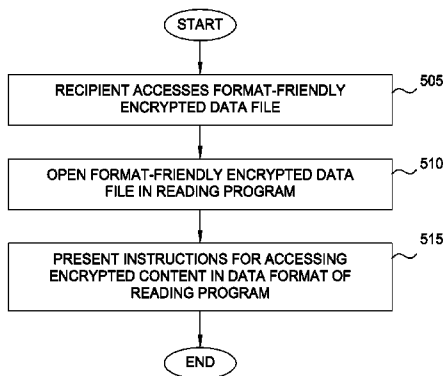 START
RECIPIENT ACCESSES FORMAT-FRIENDLY
ENCRYPTED DATA FILE
505
OPEN FORMAT-FRIENDLY ENCRYPTED DATA
FILE IN READING PROGRAM
510
PRESENT INSTRUCTIONS FOR ACCESSING
ENCRYPTED CONTENT IN DATA FORMAT OF
READING PROGRAM
515
END